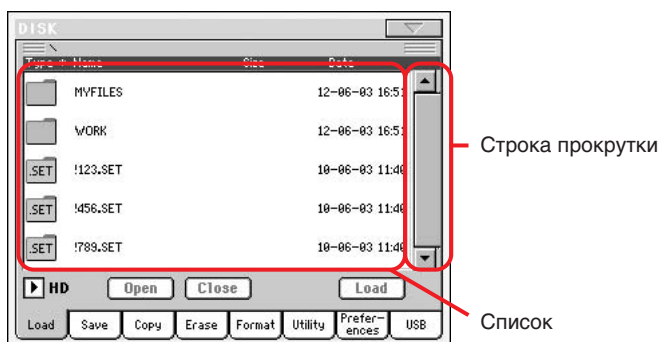 DISK
Type Name Size Date
MYFILES 12-06-03 16:51
WORK 12-06-03 16:51
.SET !123.SET 10-06-03 11:40
.SET !456.SET 10-06-03 11:40
.SET !789.SET 10-06-03 11:40
Строка прокрутки
HD Open Close Load
Список
Load Save Copy Erase Format Utility Prefer-
ences USB